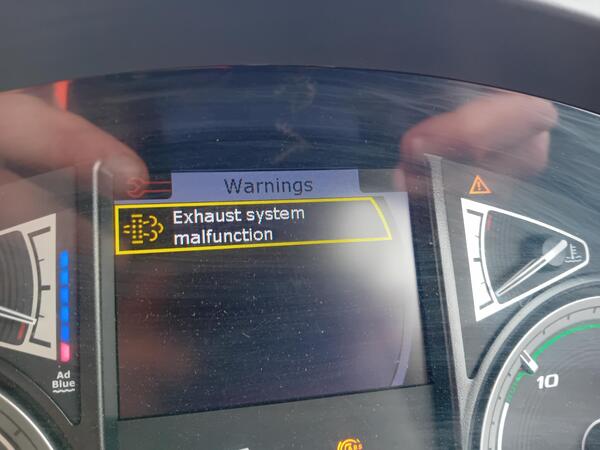 Warnings
Exhaust system
malfunction
Ad
Blue
10